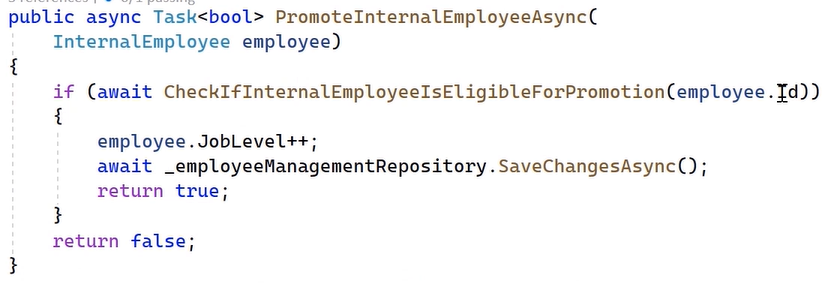 public async Task<bool> PromoteInternalEmployeeAsync(
InternalEmployee employee)
{
if (await CheckIfInternalEmployeeIsEligibleForPromotion(employee.Id))
{
employee.JobLevel++;
await _employeeManagementRepository.SaveChangesAsync();
return true;
}
return false;
}